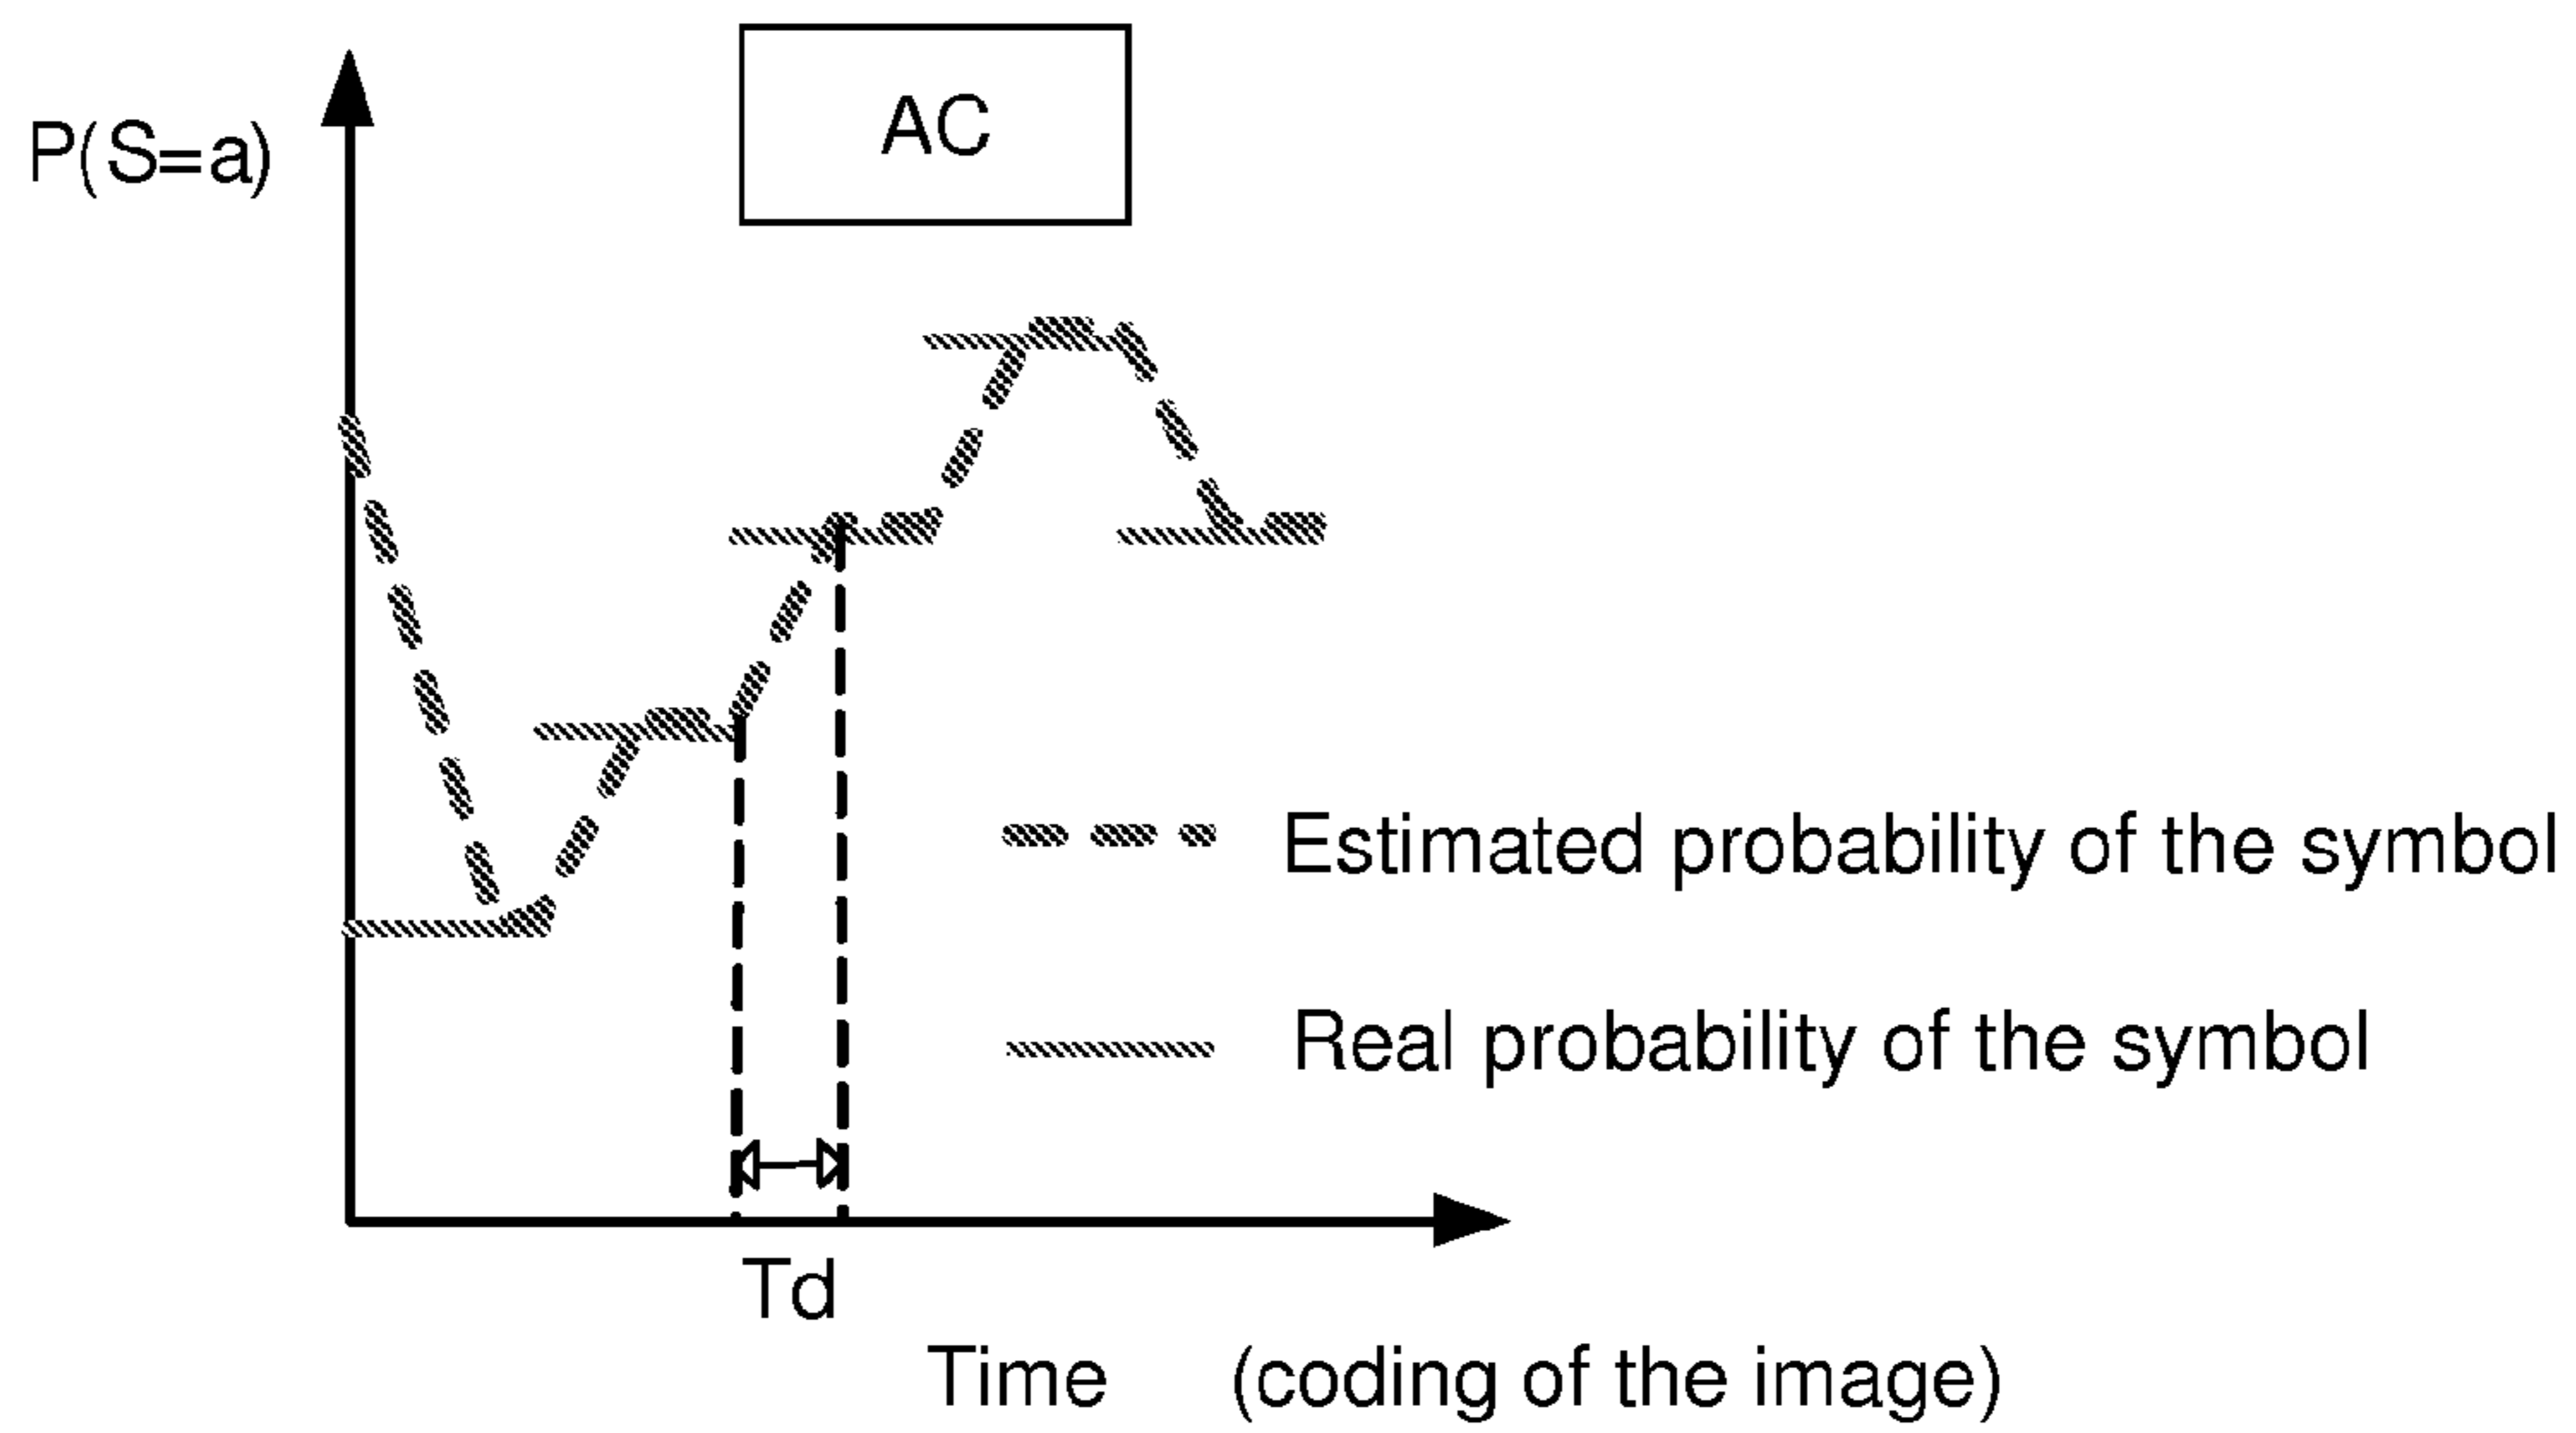 AC
P(S=a)
Estimated probability of the symbol
Real probability of the symbol
Td
Time (coding of the image)